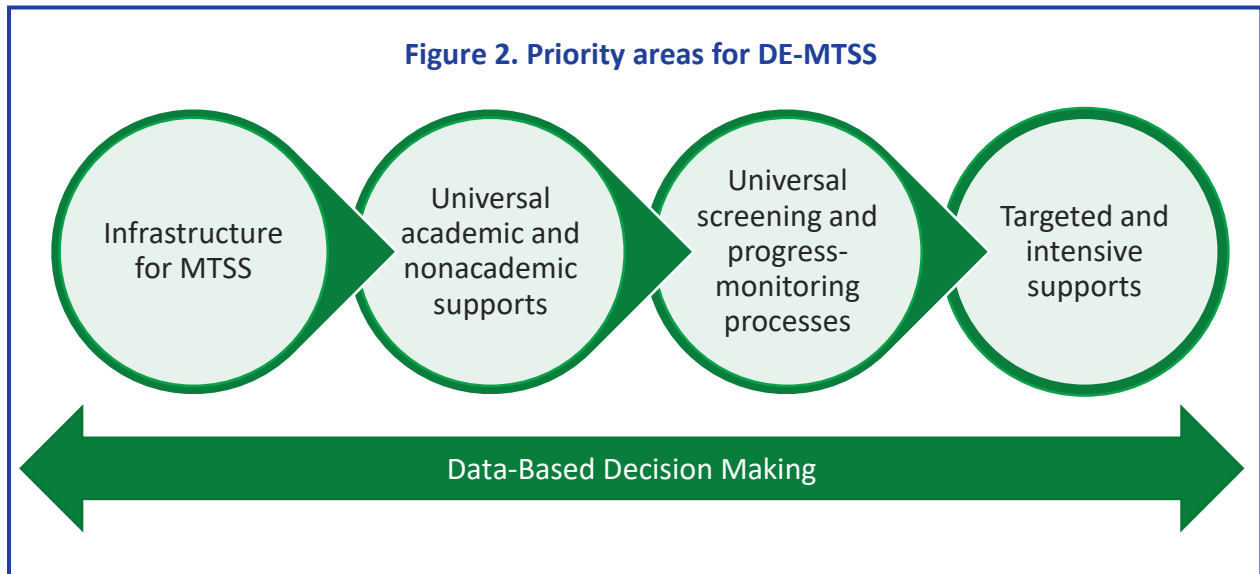 Figure 2. Priority areas for DE-MTSS
Infrastructure
for MTSS
Universal
academic and
nonacademic
supports
Universal
screening and
progress-
monitoring
processes
Targeted and
intensive
supports
Data-Based Decision Making